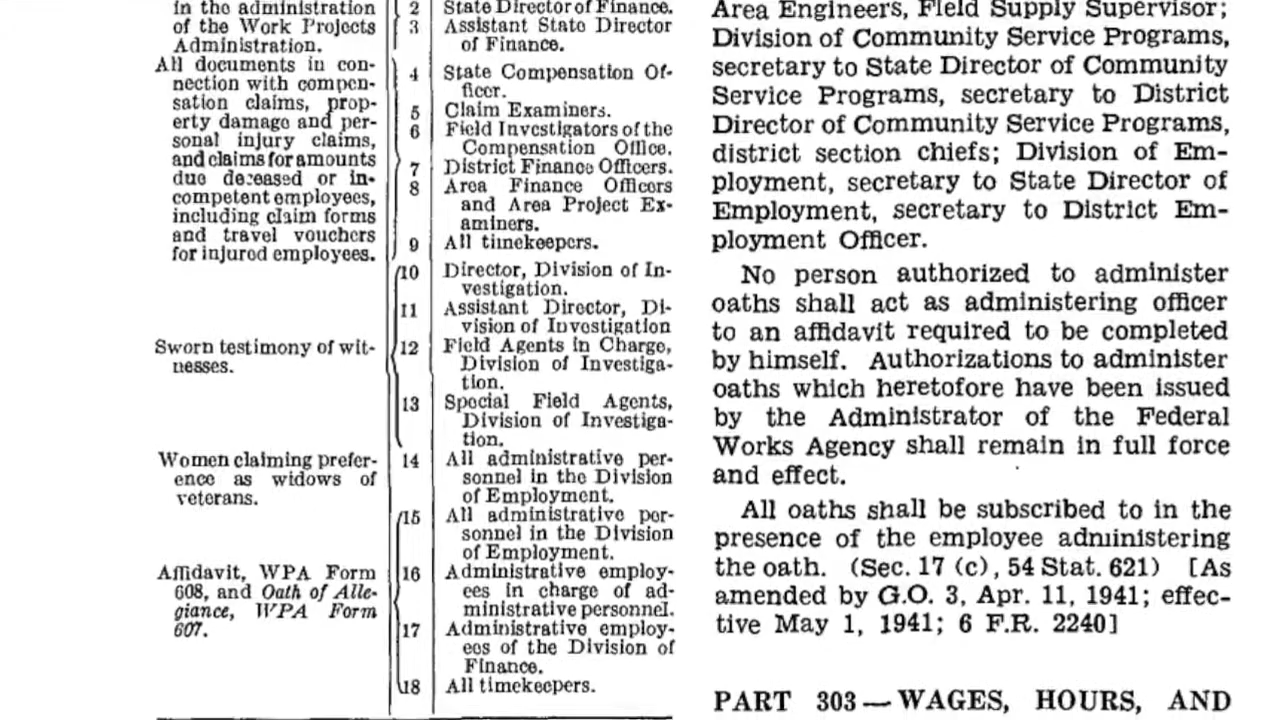 in the administration
of the Work Projects
Administration.
All documents in con-
nection with compen-
sation claims, prop-
erty damage and per-
sonal injury claims,
and claims for amounts
due deceased or in-
competent employees,
including claim forms
and travel vouchers
for injured employees.
Sworn testimony of wit-
nesses.
Women claiming prefer-
ence as widows of
veterans.
Affidavit, WPA Form
608, and Oath of Alle-
giance, WPA Form
607.
2 State Director of Finance.
3 Assistant State Director
of Finance.
4 State Compensation Of-
ficer.
5 Claim Examiners.
6 Field Investigators of the
Compensation Office.
7 District Finance Officers.
8 Area Finance Officers
and Area Project Ex-
aminers.
9 All timekeepers.
10 Director, Division of In-
vestigation.
11 Assistant Director, Di-
vision of Investigation
12 Field Agents in Charge,
Division of Investiga-
tion.
13 Special Field Agents,
Division of Investiga-
tion.
14 All administrative per-
sonnel in the Division
of Employment.
15 All administrative per-
sonnel in the Division
of Employment.
16 Administrative employ-
ees in charge of ad-
ministrative personnel.
17 Administrative employ-
ees of the Division of
Finance.
18 All timekeepers.
Area Engineers, Field Supply Supervisor;
Division of Community Service Programs,
secretary to State Director of Community
Service Programs, secretary to District
Director of Community Service Programs,
district section chiefs; Division of Em-
ployment, secretary to State Director of
Employment, secretary to District Em-
ployment Officer.
No person authorized to administer
oaths shall act as administering officer
to an affidavit required to be completed
by himself. Authorizations to administer
oaths which heretofore have been issued
by the Administrator of the Federal
Works Agency shall remain in full force
and effect.
All oaths shall be subscribed to in the
presence of the employee administering
the oath. (Sec. 17 (c), 54 Stat. 621) [As
amended by G.O. 3, Apr. 11, 1941; effec-
tive May 1, 1941; 6 F.R. 2240]
PART 303—WAGES, HOURS, AND